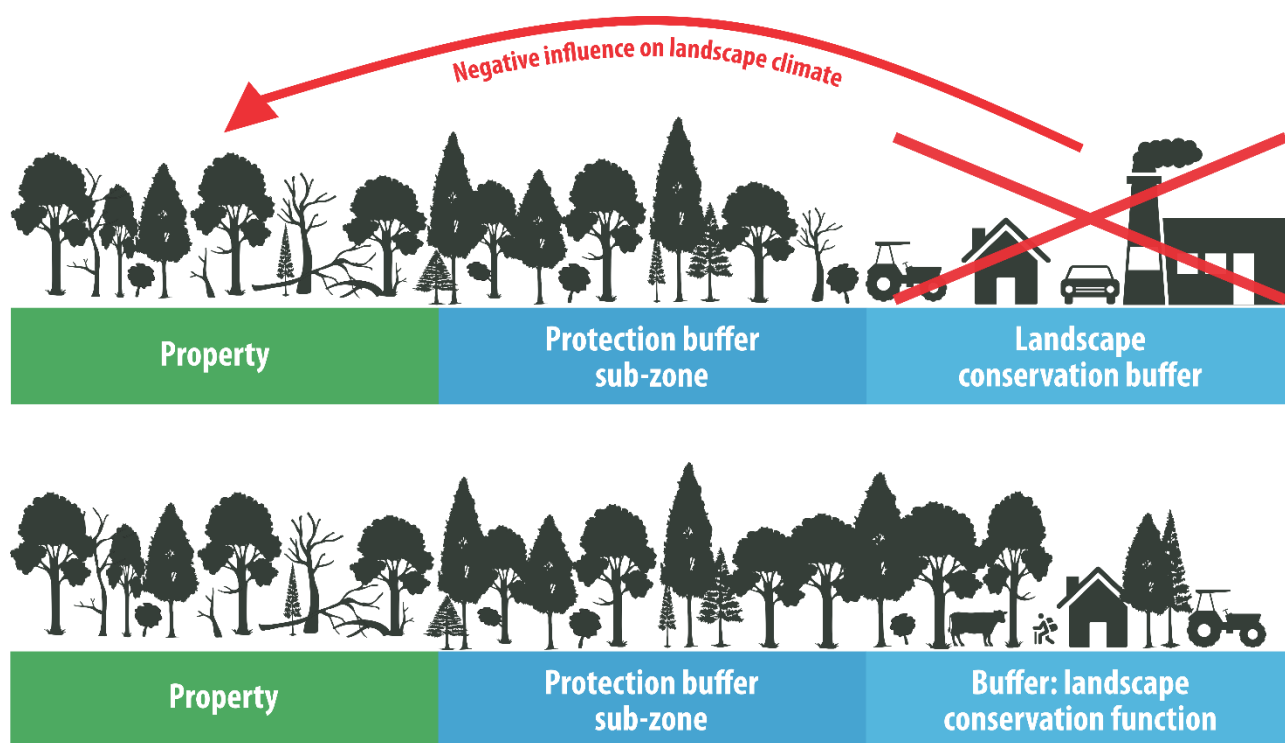 Negative influence on landscape climate
Property
Protection buffer
sub-zone
Landscape
conservation buffer
Property
Protection buffer
sub-zone
Buffer: landscape
conservation function